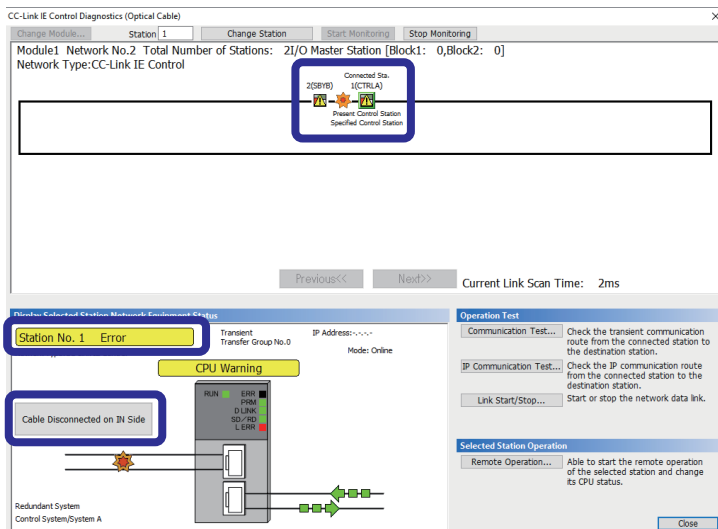 CC-Link IE Control Diagnostics (Optical Cable)
Change Module... Station 1 Change Station Start Monitoring Stop Monitoring
Module1 Network No.2 Total Number of Stations: 2I/O Master Station [Block1: 0,Block2: 0]
Network Type:CC-Link IE Control
Connected Sta.
2(SBYB) 1(CTRLA)
Present Control Station
Specified Control Station
Previous<< Next>> Current Link Scan Time: 2ms
Display Selected Station Network Equipment Status
Station No. 1 Error
Transient
Transfer Group No.0
IP Address:-.-.-.-
Mode: Online
CPU Warning
RUN ERR
PRM
D LINK
SD/RD
L ERR
Cable Disconnected on IN Side
Redundant System
Control System/System A
Operation Test
Communication Test... Check the transient communication
route from the connected station to
the destination station.
IP Communication Test... Check the IP communication route
from the connected station to the
destination station.
Link Start/Stop... Start or stop the network data link.
Selected Station Operation
Remote Operation... Able to start the remote operation
of the selected station and change
its CPU status.
Close